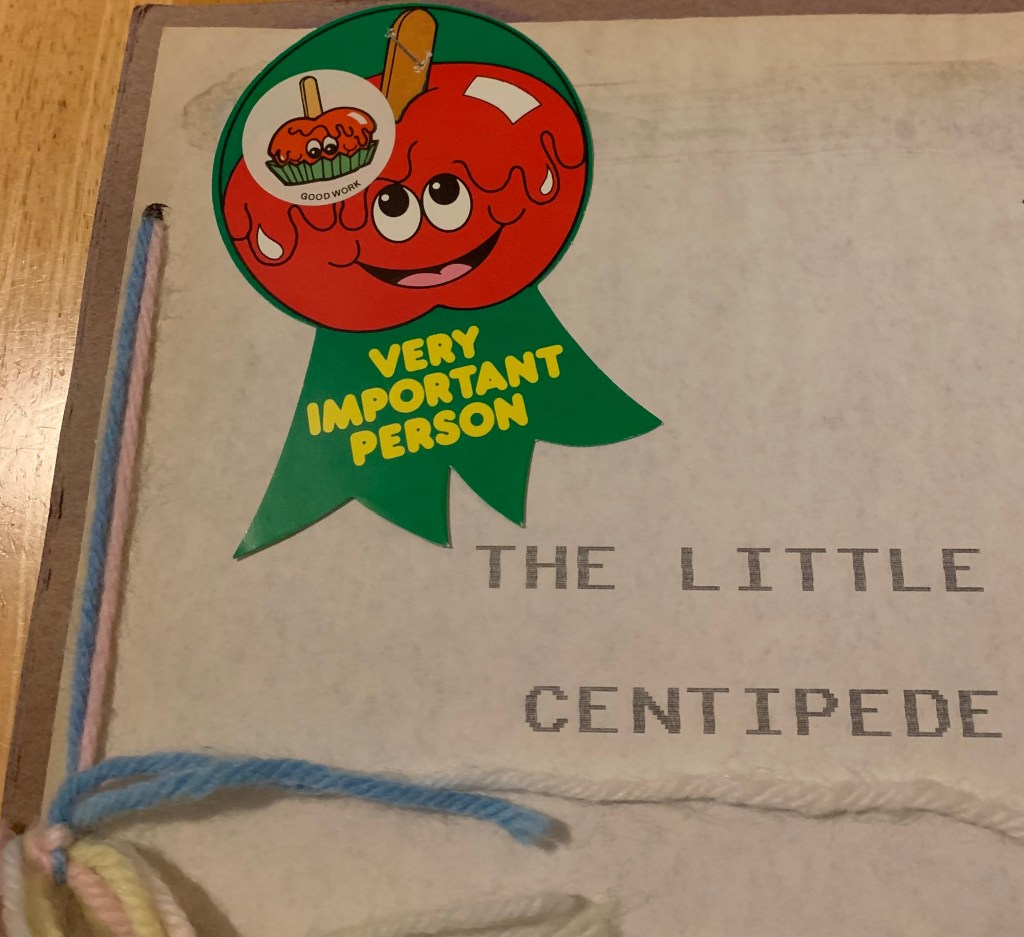 GOOD WORK
VERY
IMPORTANT
PERSON
THE LITTLE
CENTIPEDE